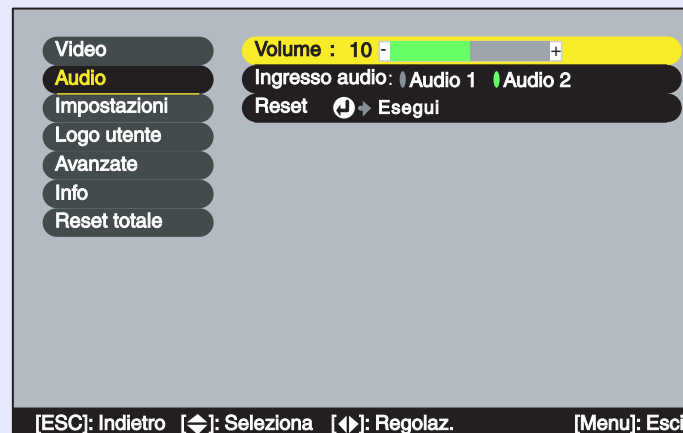 Video
Audio
Impostazioni
Logo utente
Avanzate
Info
Reset totale
Volume : 10 - +
Ingresso audio: Audio 1 Audio 2
Reset Esegui
[ESC]: Indietro [ ]: Seleziona [ ]: Regolaz. [Menu]: Esci